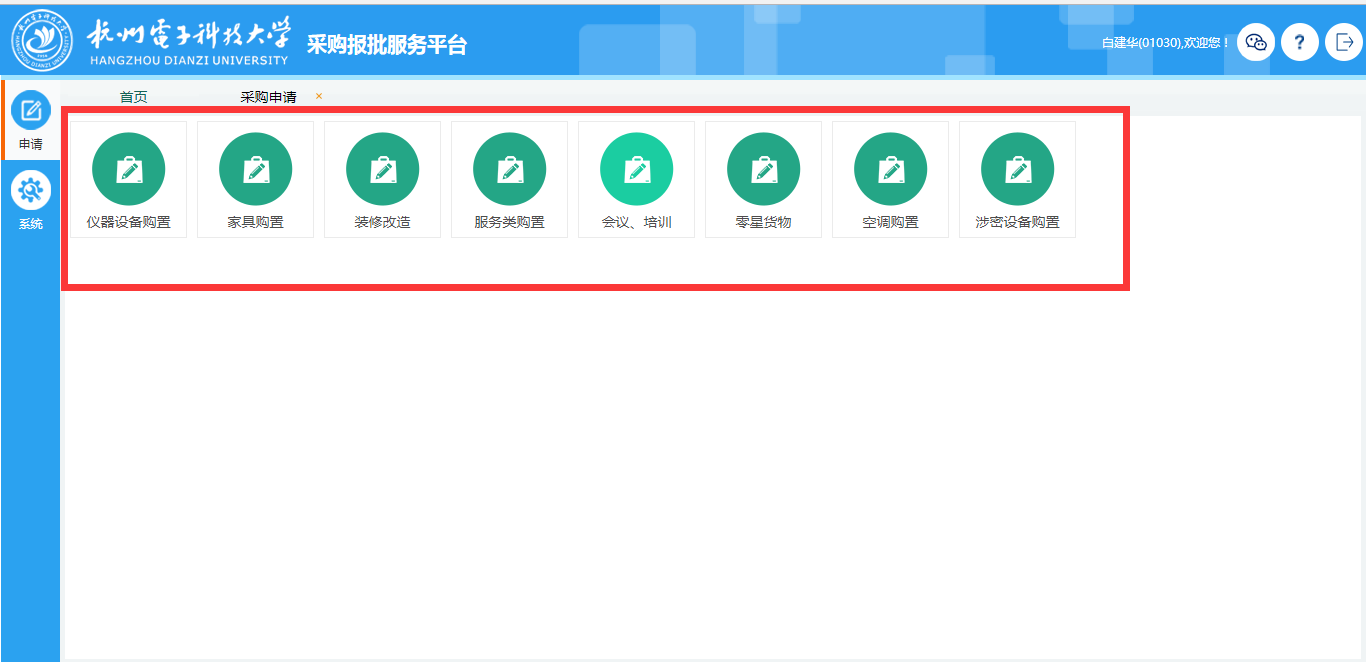 杭州電子科技大学
HANGZHOU DIANZI UNIVERSITY
采购报批服务平台
白建华(01030),欢迎您！
?
首页
采购申请 ×
申请
系统
仪器设备购置
家具购置
装修改造
服务类购置
会议、培训
零星货物
空调购置
涉密设备购置